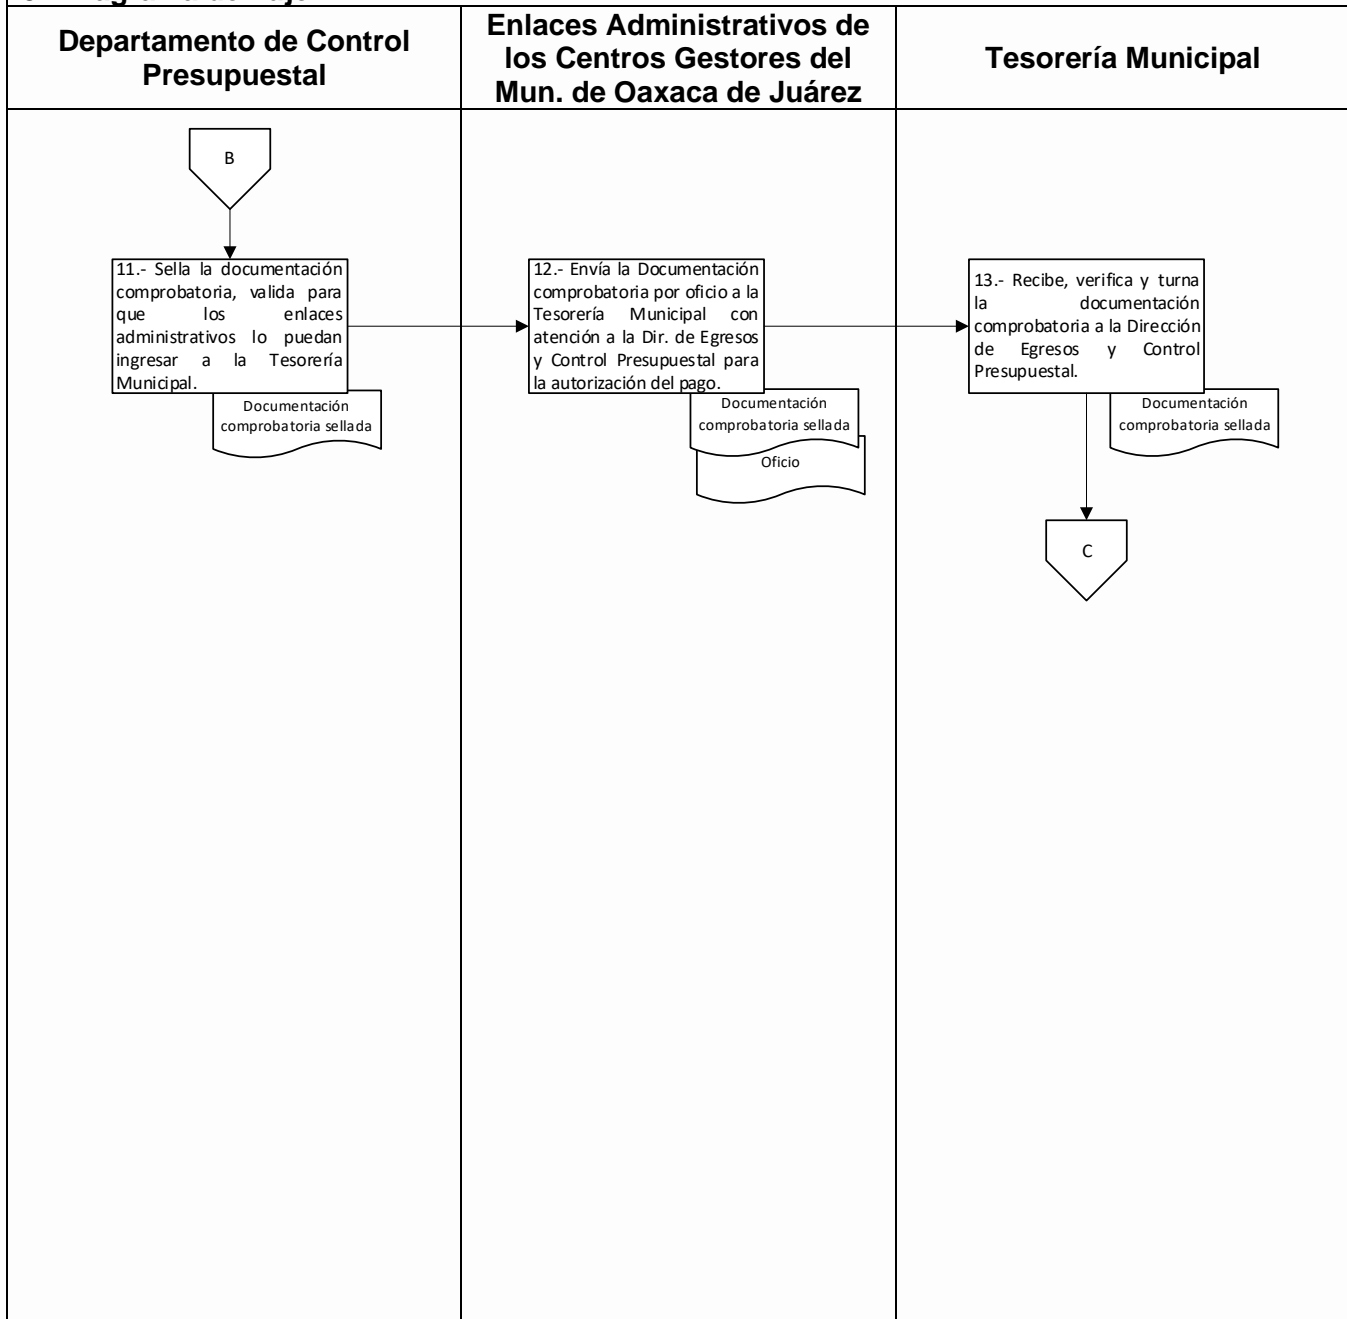 Departamento de Control
Presupuestal
Enlaces Administrativos de
los Centros Gestores del
Mun. de Oaxaca de Juárez
Tesorería Municipal
B
11.- Sella la documentación
comprobatoria, valida para
que los enlaces
administrativos lo puedan
ingresar a la Tesorería
Municipal.
Documentación
comprobatoria sellada
12.- Envía la Documentación
comprobatoria por oficio a la
Tesorería Municipal con
atención a la Dir. de Egresos
y Control Presupuestal para
la autorización del pago.
Documentación
comprobatoria sellada
Oficio
13.- Recibe, verifica y turna
la documentación
comprobatoria a la Dirección
de Egresos y Control
Presupuestal.
Documentación
comprobatoria sellada
C